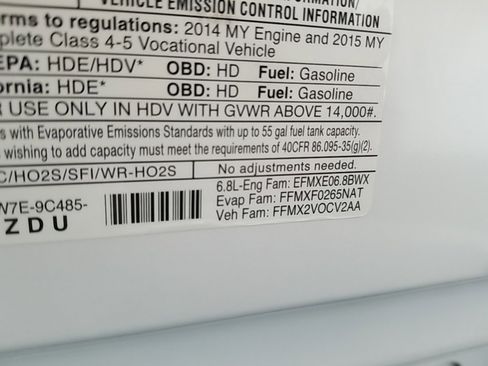 VEHICLE EMISSION CONTROL INFORMATION
rms to regulations: 2014 MY Engine and 2015 MY
plete Class 4-5 Vocational Vehicle
EPA: HDE/HDV* OBD: HD Fuel: Gasoline
fornia: HDE* OBD: HD Fuel: Gasoline
R USE ONLY IN HDV WITH GVWR ABOVE 14,000#.
s with Evaporative Emissions Standards with up to 55 gal fuel tank capacity.
s wishing to add capacity must meet the requirements of 40CFR 86.095-35(g)(2).
C/HO2S/SFI/WR-HO2S No adjustments needed.
W7E-9C485-
ZDU
6.8L-Eng Fam: EFMXE06.8BWX
Evap Fam: FFMXF0265NAT
Veh Fam: FFMX2VOCV2AA